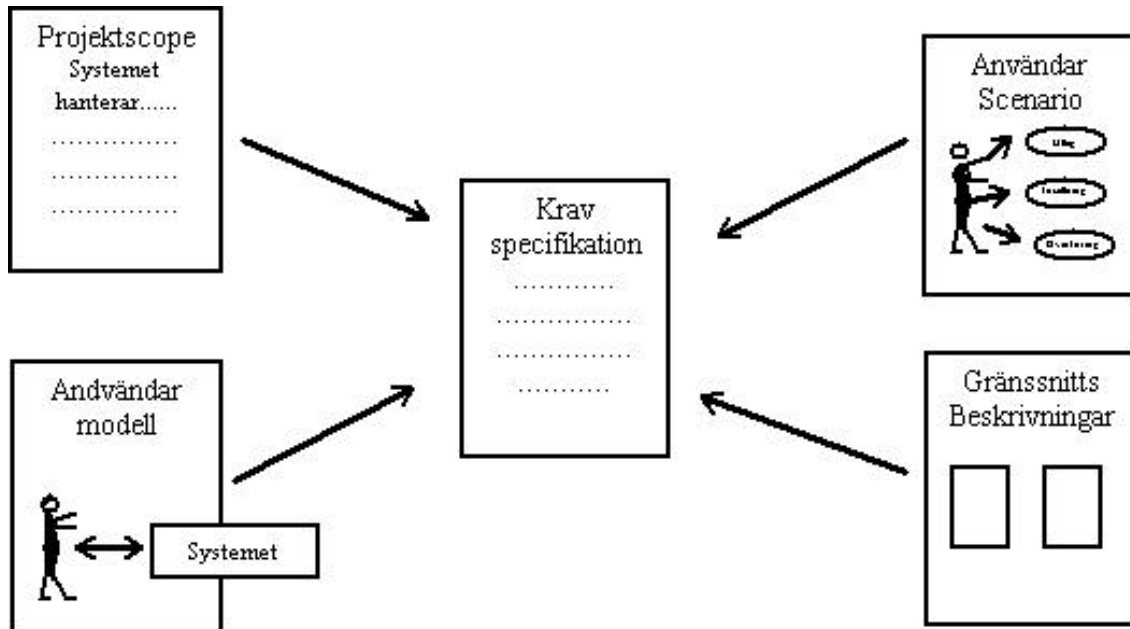 Projektscope
Systemet
hanterar......
...............
...............
...............
Användar
Scenario
Krav
specifikation
............
................
................
...........
Andvändar
modell
Systemet
Gränssnitts
Beskrivningar